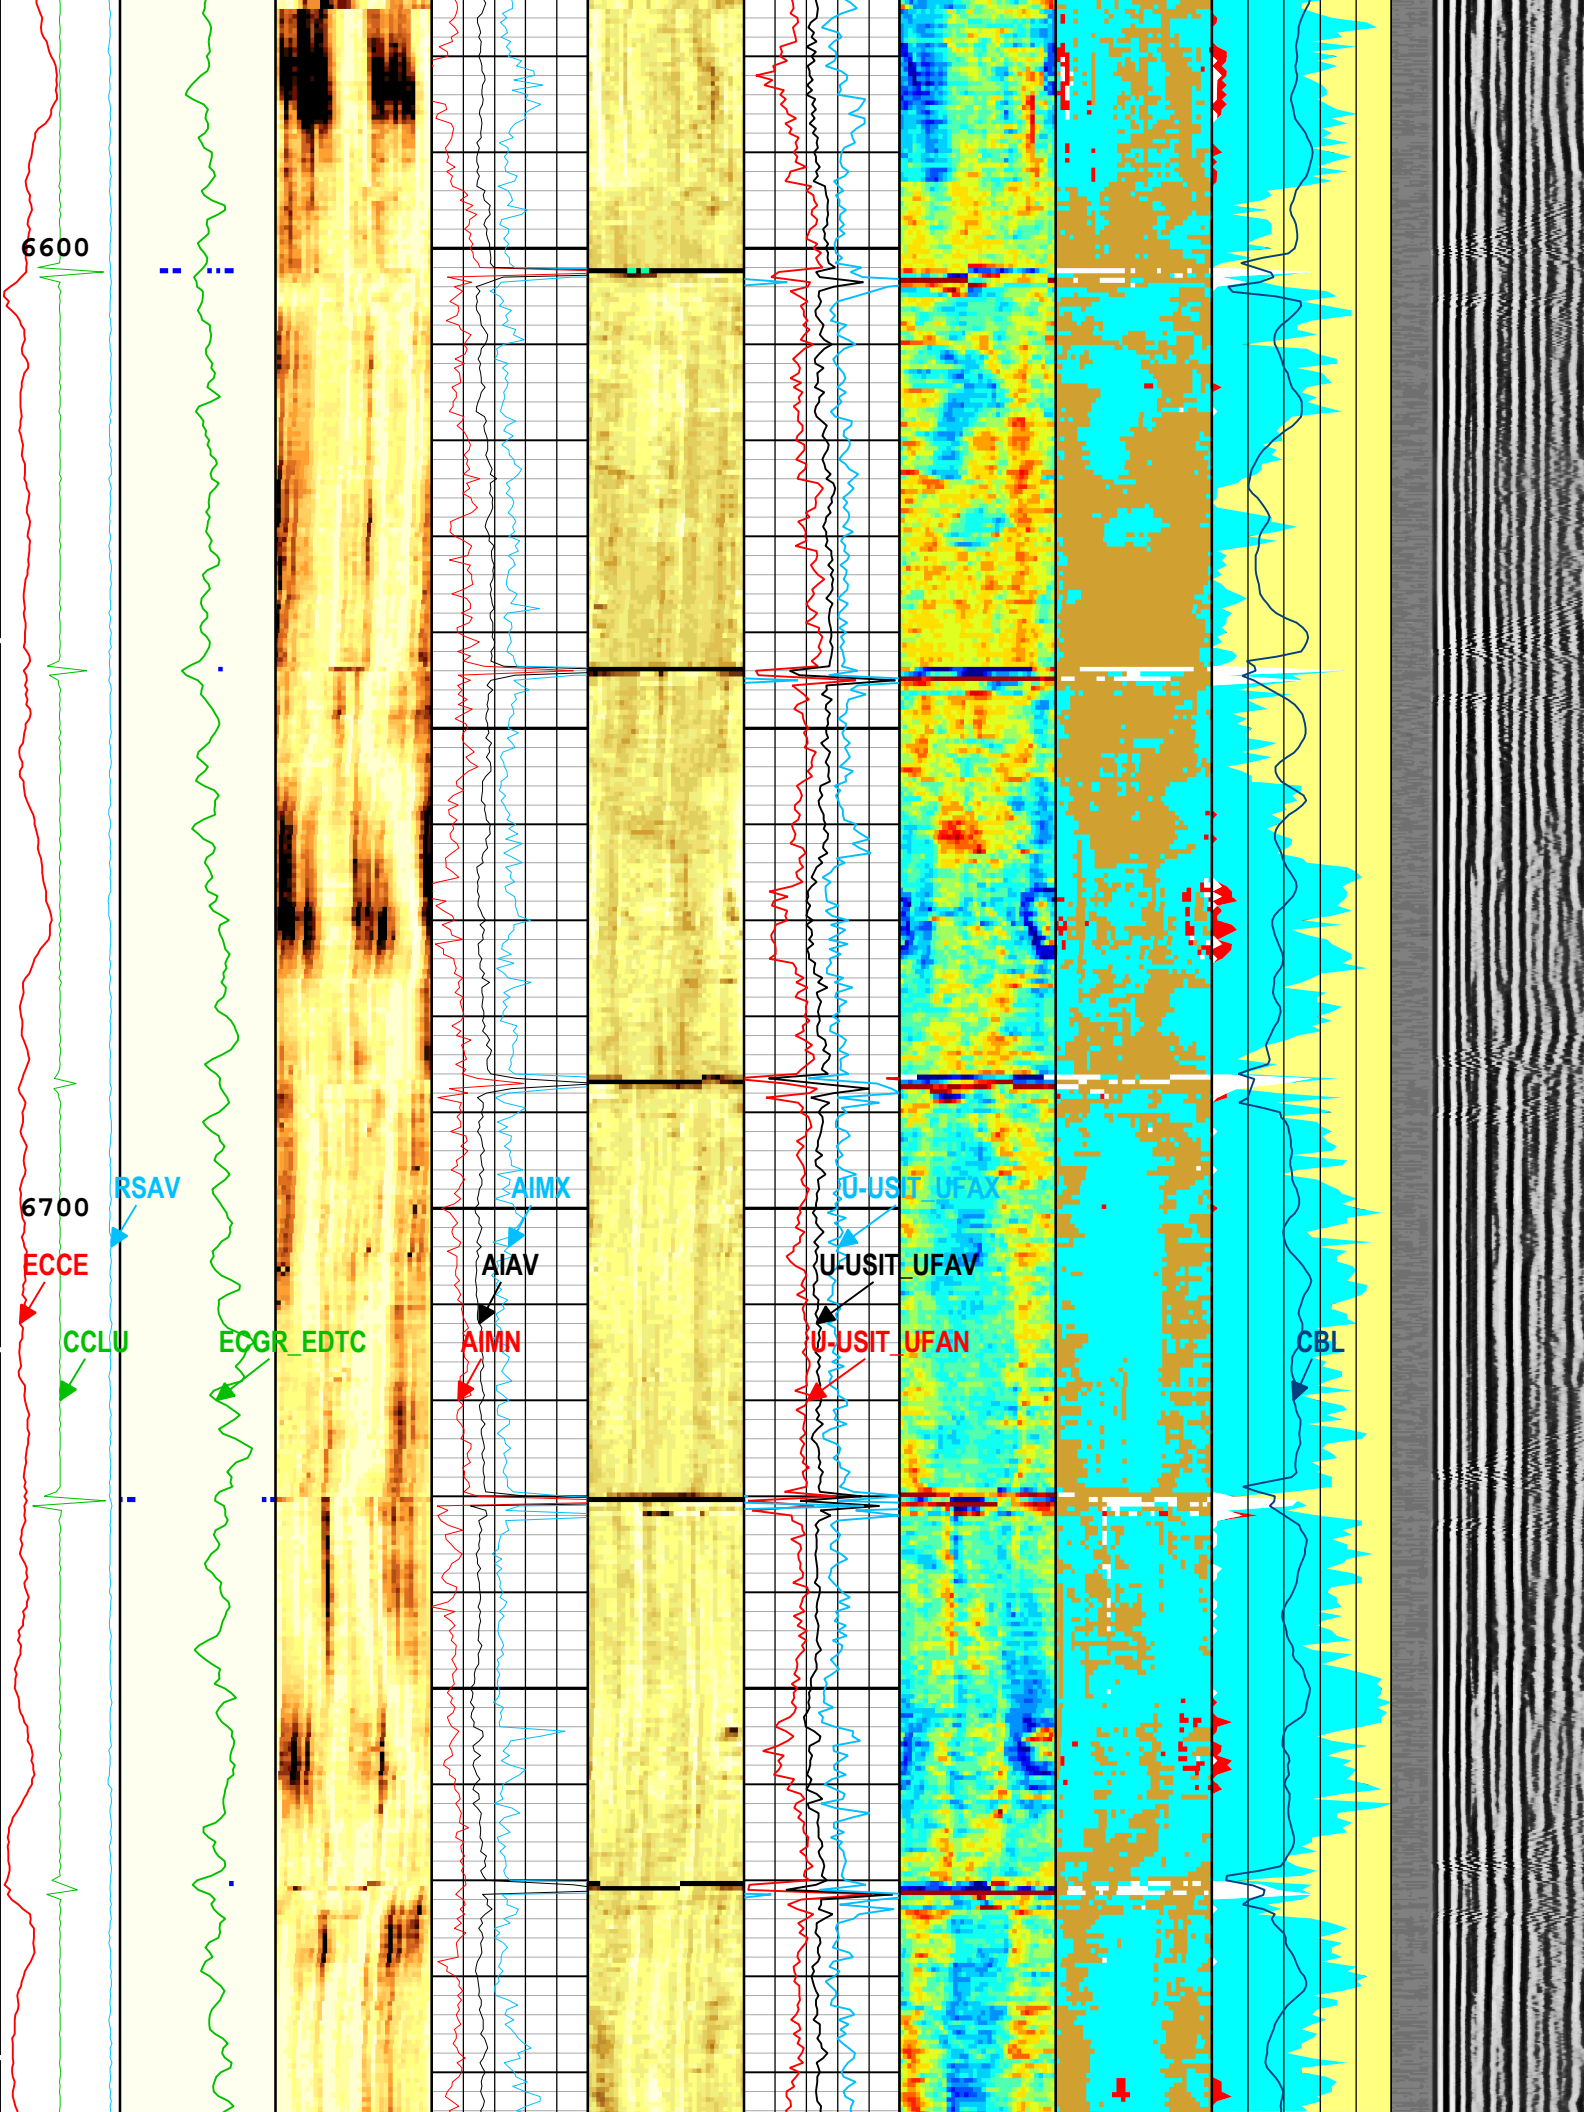 6600
RSAV
AIMX
U-USIT_UFAX
6700
ECCE
AIAV
U-USIT_UFAV
CCLU
ECGR_EDTC
AIMN
U-USIT_UFAN
CBL